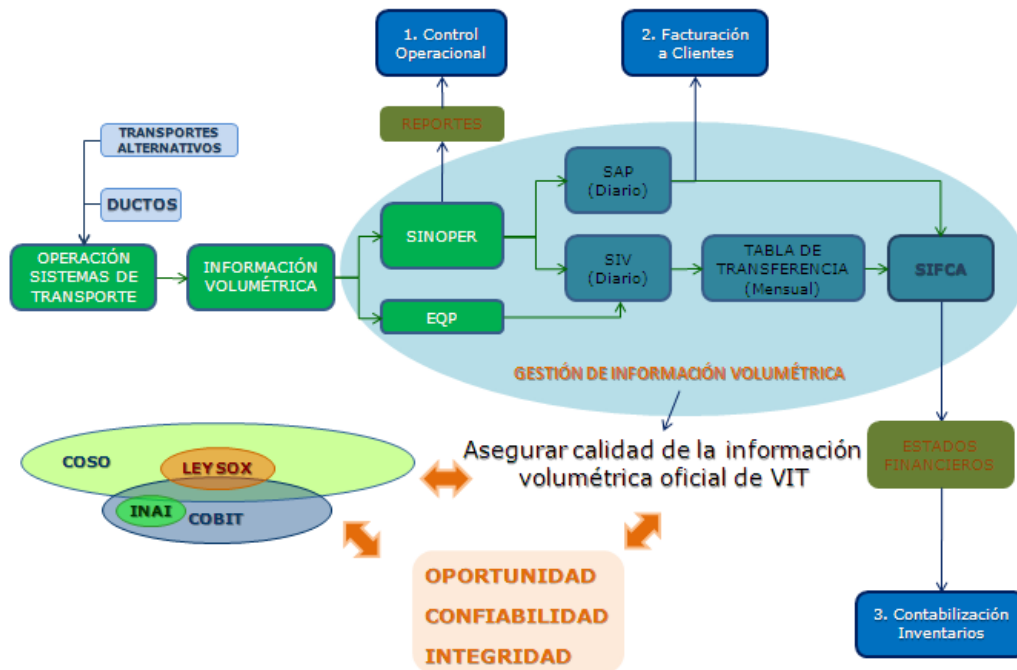 1. Control
Operacional
2. Facturación
a Clientes
REPORTES
TRANSPORTES
ALTERNATIVOS
DUCTOS
OPERACIÓN
SISTEMAS DE
TRANSPORTE
INFORMACIÓN
VOLUMÉTRICA
SINOPER
EQP
SAP
(Diario)
SIV
(Diario)
TABLA DE
TRANSFERENCIA
(Mensual)
SIFCA
GESTIÓN DE INFORMACIÓN VOLUMÉTRICA
Asegurar calidad de la información
volumétrica oficial de VIT
ESTADOS
FINANCIEROS
COSO
LEY SOX
INAI
COBIT
OPORTUNIDAD
CONFIABILIDAD
INTEGRIDAD
3. Contabilización
Inventarios